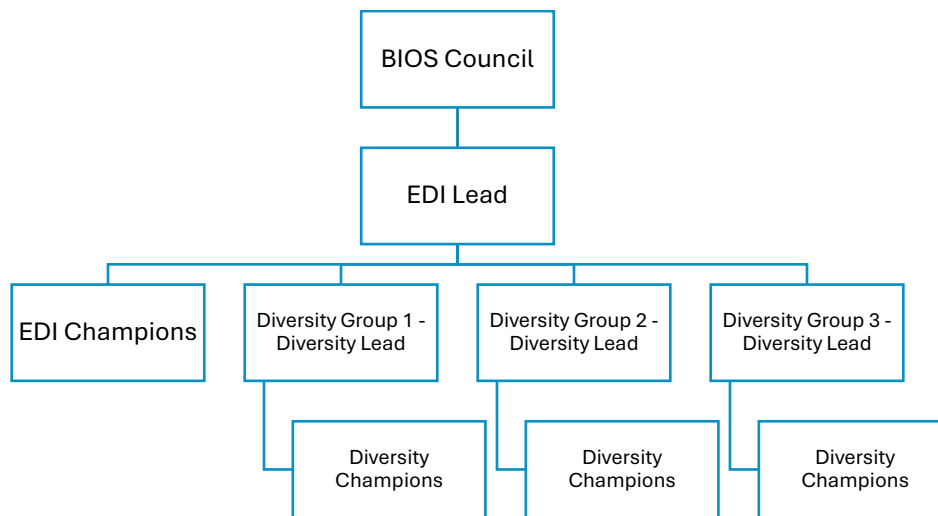 BIOS Council
EDI Lead
EDI Champions
Diversity Group 1 -
Diversity Lead
Diversity Group 2 -
Diversity Lead
Diversity Group 3 -
Diversity Lead
Diversity
Champions
Diversity
Champions
Diversity
Champions